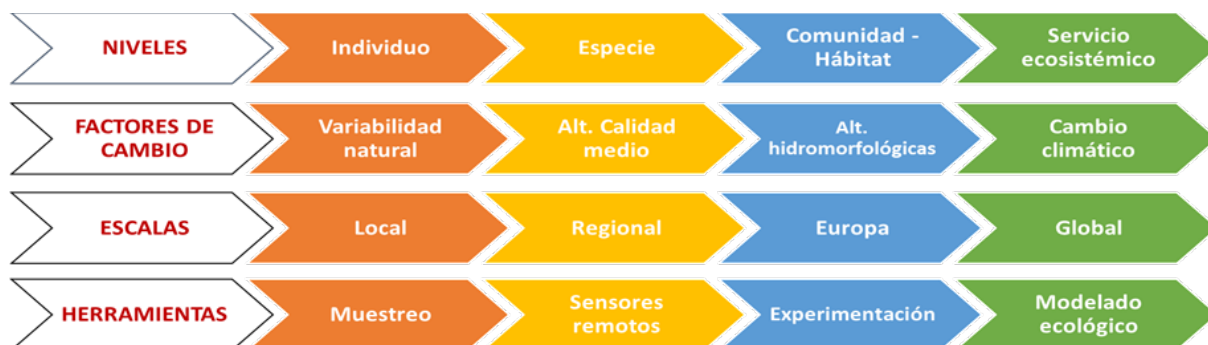 NIVELES
Individuo
Especie
Comunidad -
Hábitat
Servicio
ecosistémico
FACTORES DE
CAMBIO
Variabilidad
natural
Alt. Calidad
medio
Alt.
hidromorfológicas
Cambio
climático
ESCALAS
Local
Regional
Europa
Global
HERRAMIENTAS
Muestreo
Sensores
remotos
Experimentación
Modelado
ecológico